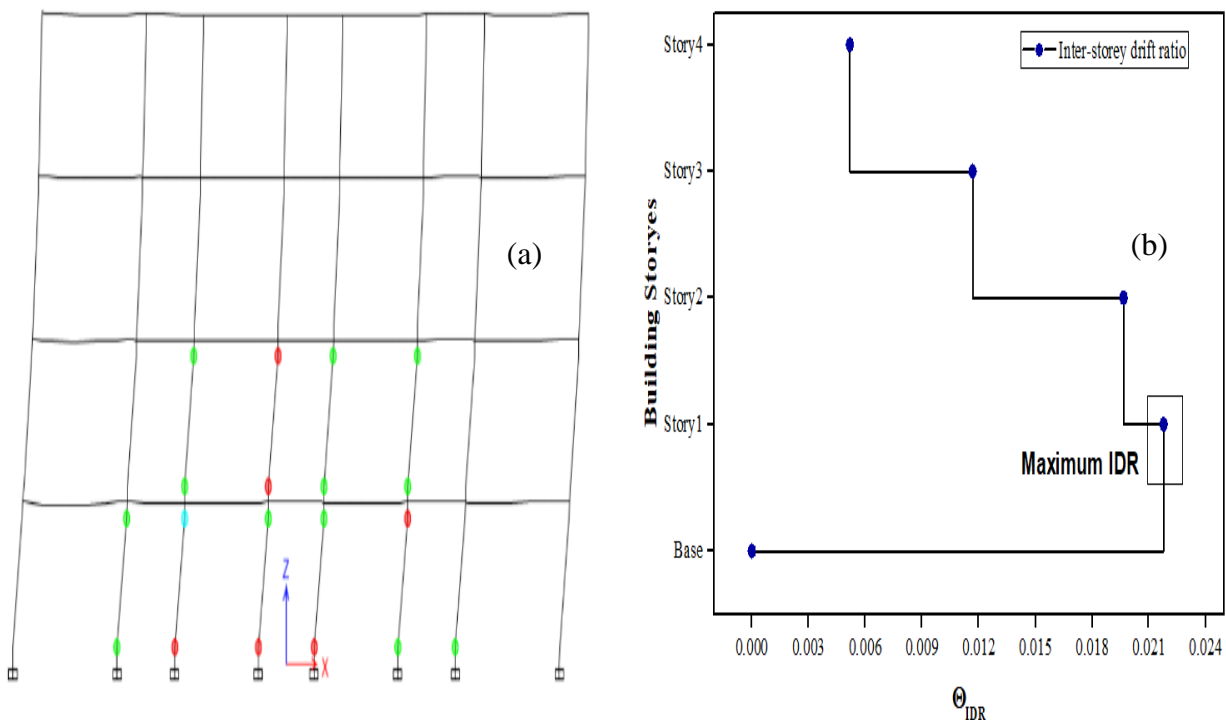 (a)
Z
X
Building Storyes
Story4
Story3
Story2
Story1
Base
Inter-storey drift ratio
(b)
Maximum IDR
0.000 0.003 0.006 0.009 0.012 0.015 0.018 0.021 0.024
Θ_IDR